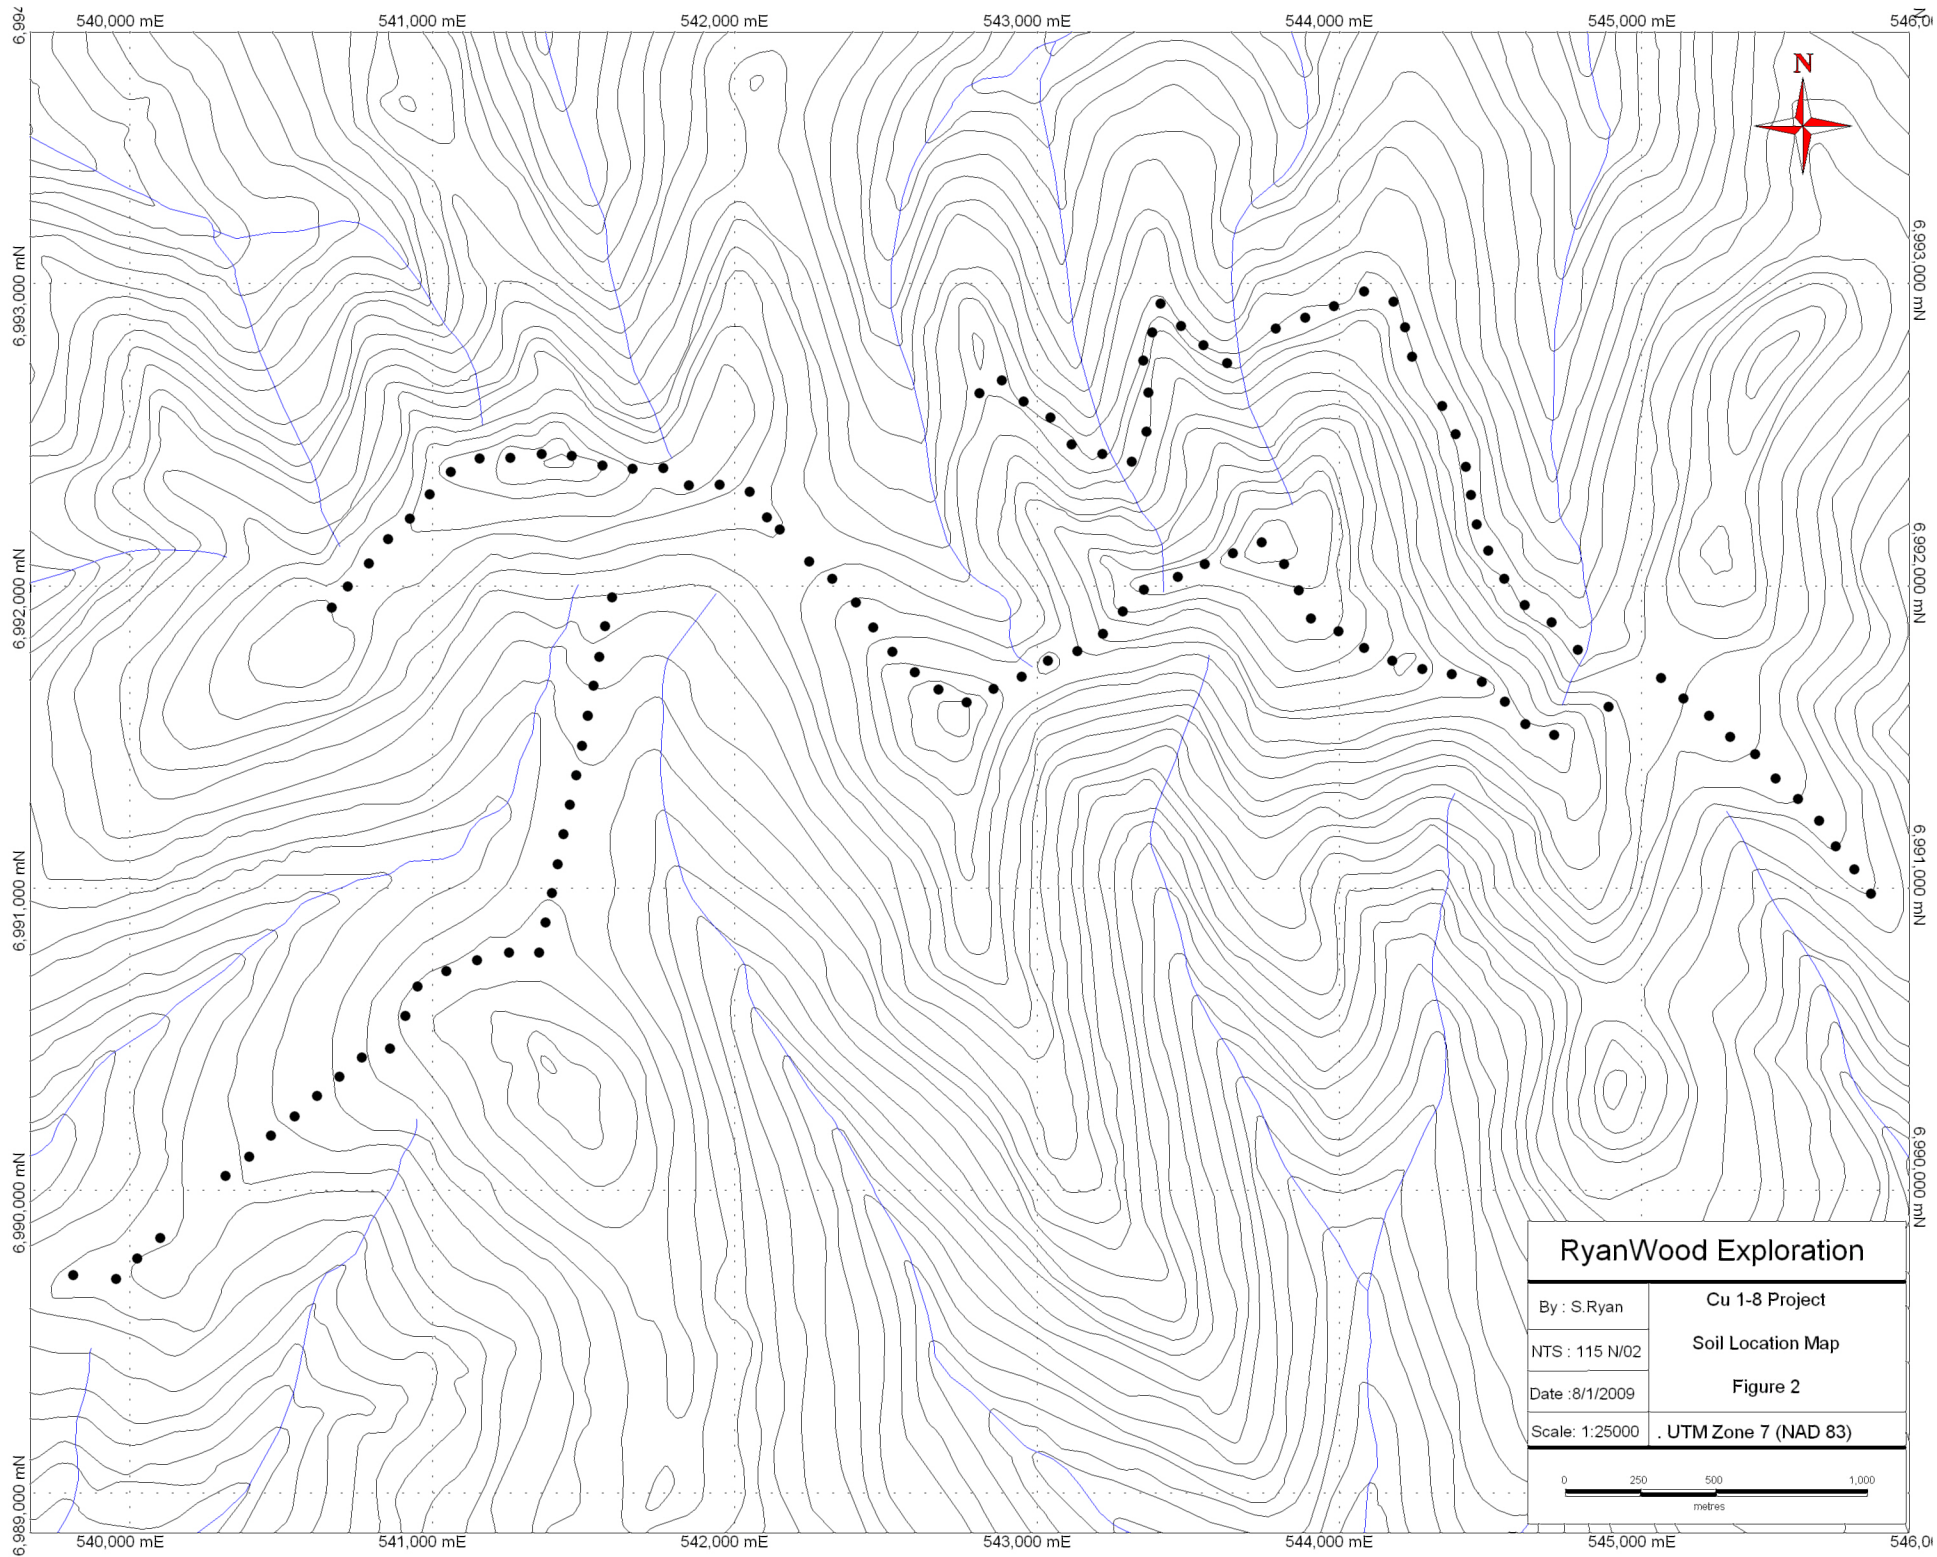 540,000 mE 541,000 mE 542,000 mE 543,000 mE 544,000 mE 545,000 mE
N
6,993,000 mN
6,992,000 mN
6,991,000 mN
6,990,000 mN
6,989,000 mN
6,993,000 mN
6,992,000 mN
6,991,000 mN
6,990,000 mN
RyanWood Exploration
By : S.Ryan
Cu 1-8 Project
NTS : 115 N/02
Soil Location Map
Date :8/1/2009
Figure 2
Scale: 1:25000
. UTM Zone 7 (NAD 83)
0 250 500 1,000
metres
540,000 mE 541,000 mE 542,000 mE 543,000 mE 544,000 mE 545,000 mE